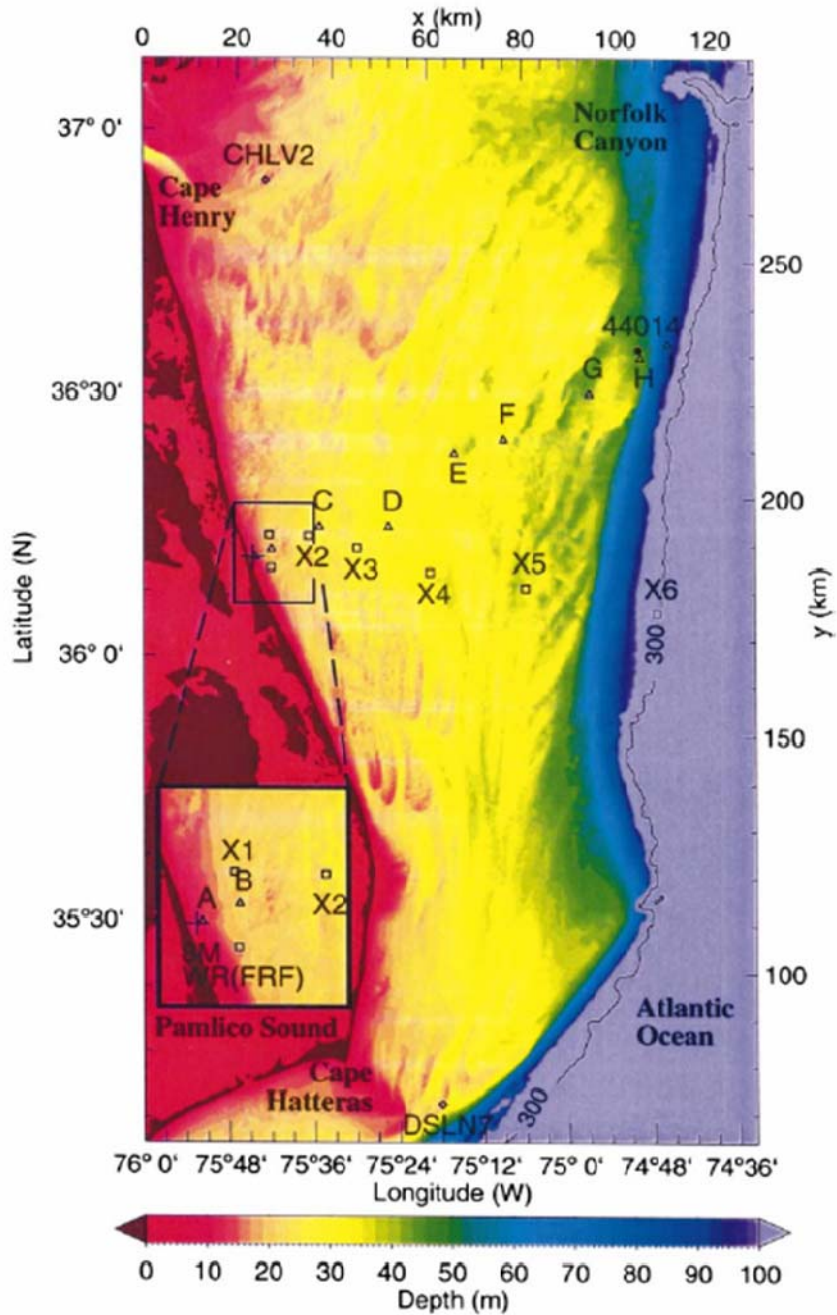 x (km)
0 20 40 60 80 100 120
Norfolk
Canyon
37° 0'
CHLV2
Cape
Henry
250
44014
G
H
36°30'
F
E
200
C D
X2 X3 X4 X5
X6
Latitude (N)
y (km)
36° 0'
300
150
X1
B
A
X2
35°30'
8M
WR(FRF)
100
Pamlico Sound
Atlantic
Ocean
Cape
Hatteras
DSLN7
300
76° 0' 75°48' 75°36' 75°24' 75°12' 75° 0' 74°48' 74°36'
Longitude (W)
0 10 20 30 40 50 60 70 80 90 100
Depth (m)